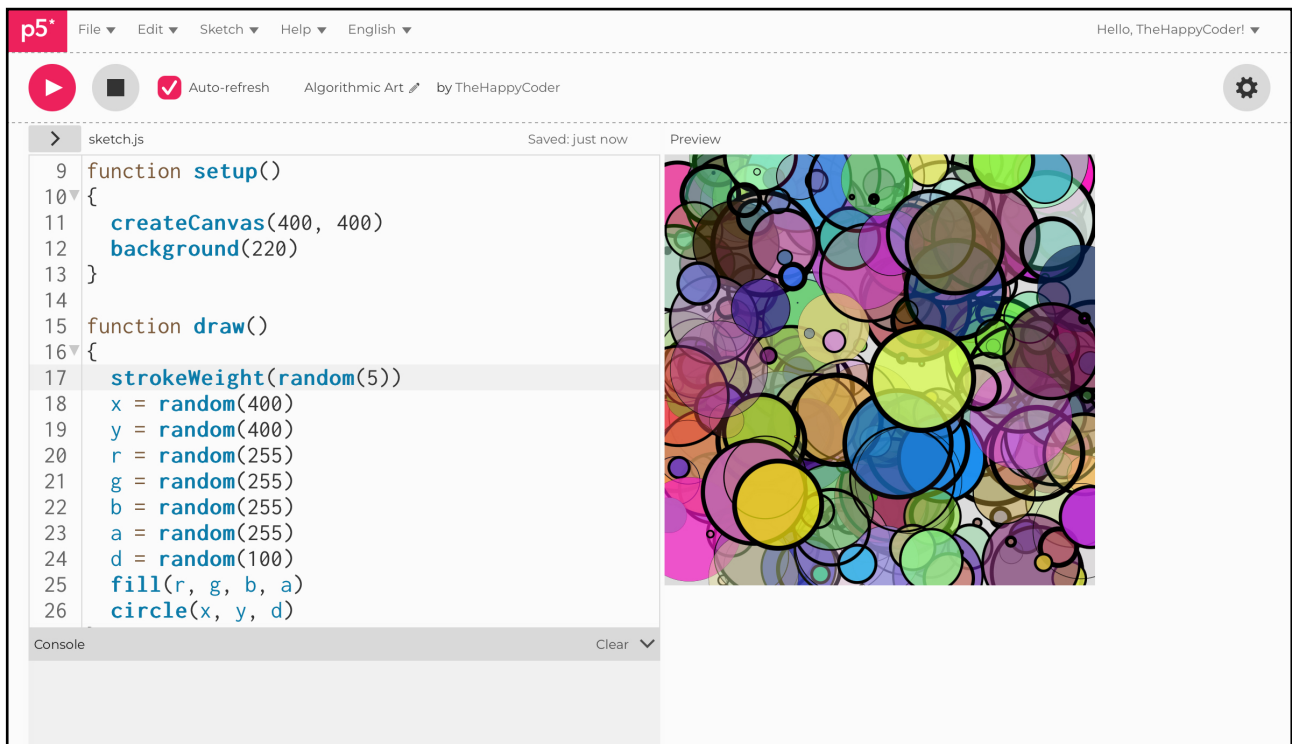 p5* File Edit Sketch Help English Hello, TheHappyCoder!
Auto-refresh Algorithmic Art by TheHappyCoder
sketch.js Saved: just now Preview
9 function setup()
10 {
11 createCanvas(400, 400)
12 background(220)
13 }
14
15 function draw()
16 {
17 strokeWeight(random(5))
18 x = random(400)
19 y = random(400)
20 r = random(255)
21 g = random(255)
22 b = random(255)
23 a = random(255)
24 d = random(100)
25 fill(r, g, b, a)
26 circle(x, y, d)
Console Clear